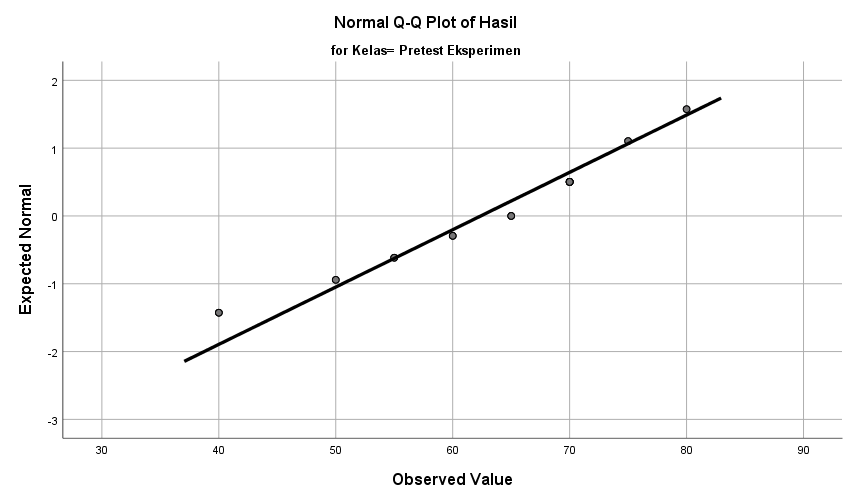 Normal Q-Q Plot of Hasil
for Kelas= Pretest Eksperimen
Expected Normal
2
1
0
-1
-2
-3
30 40 50 60 70 80 90
Observed Value